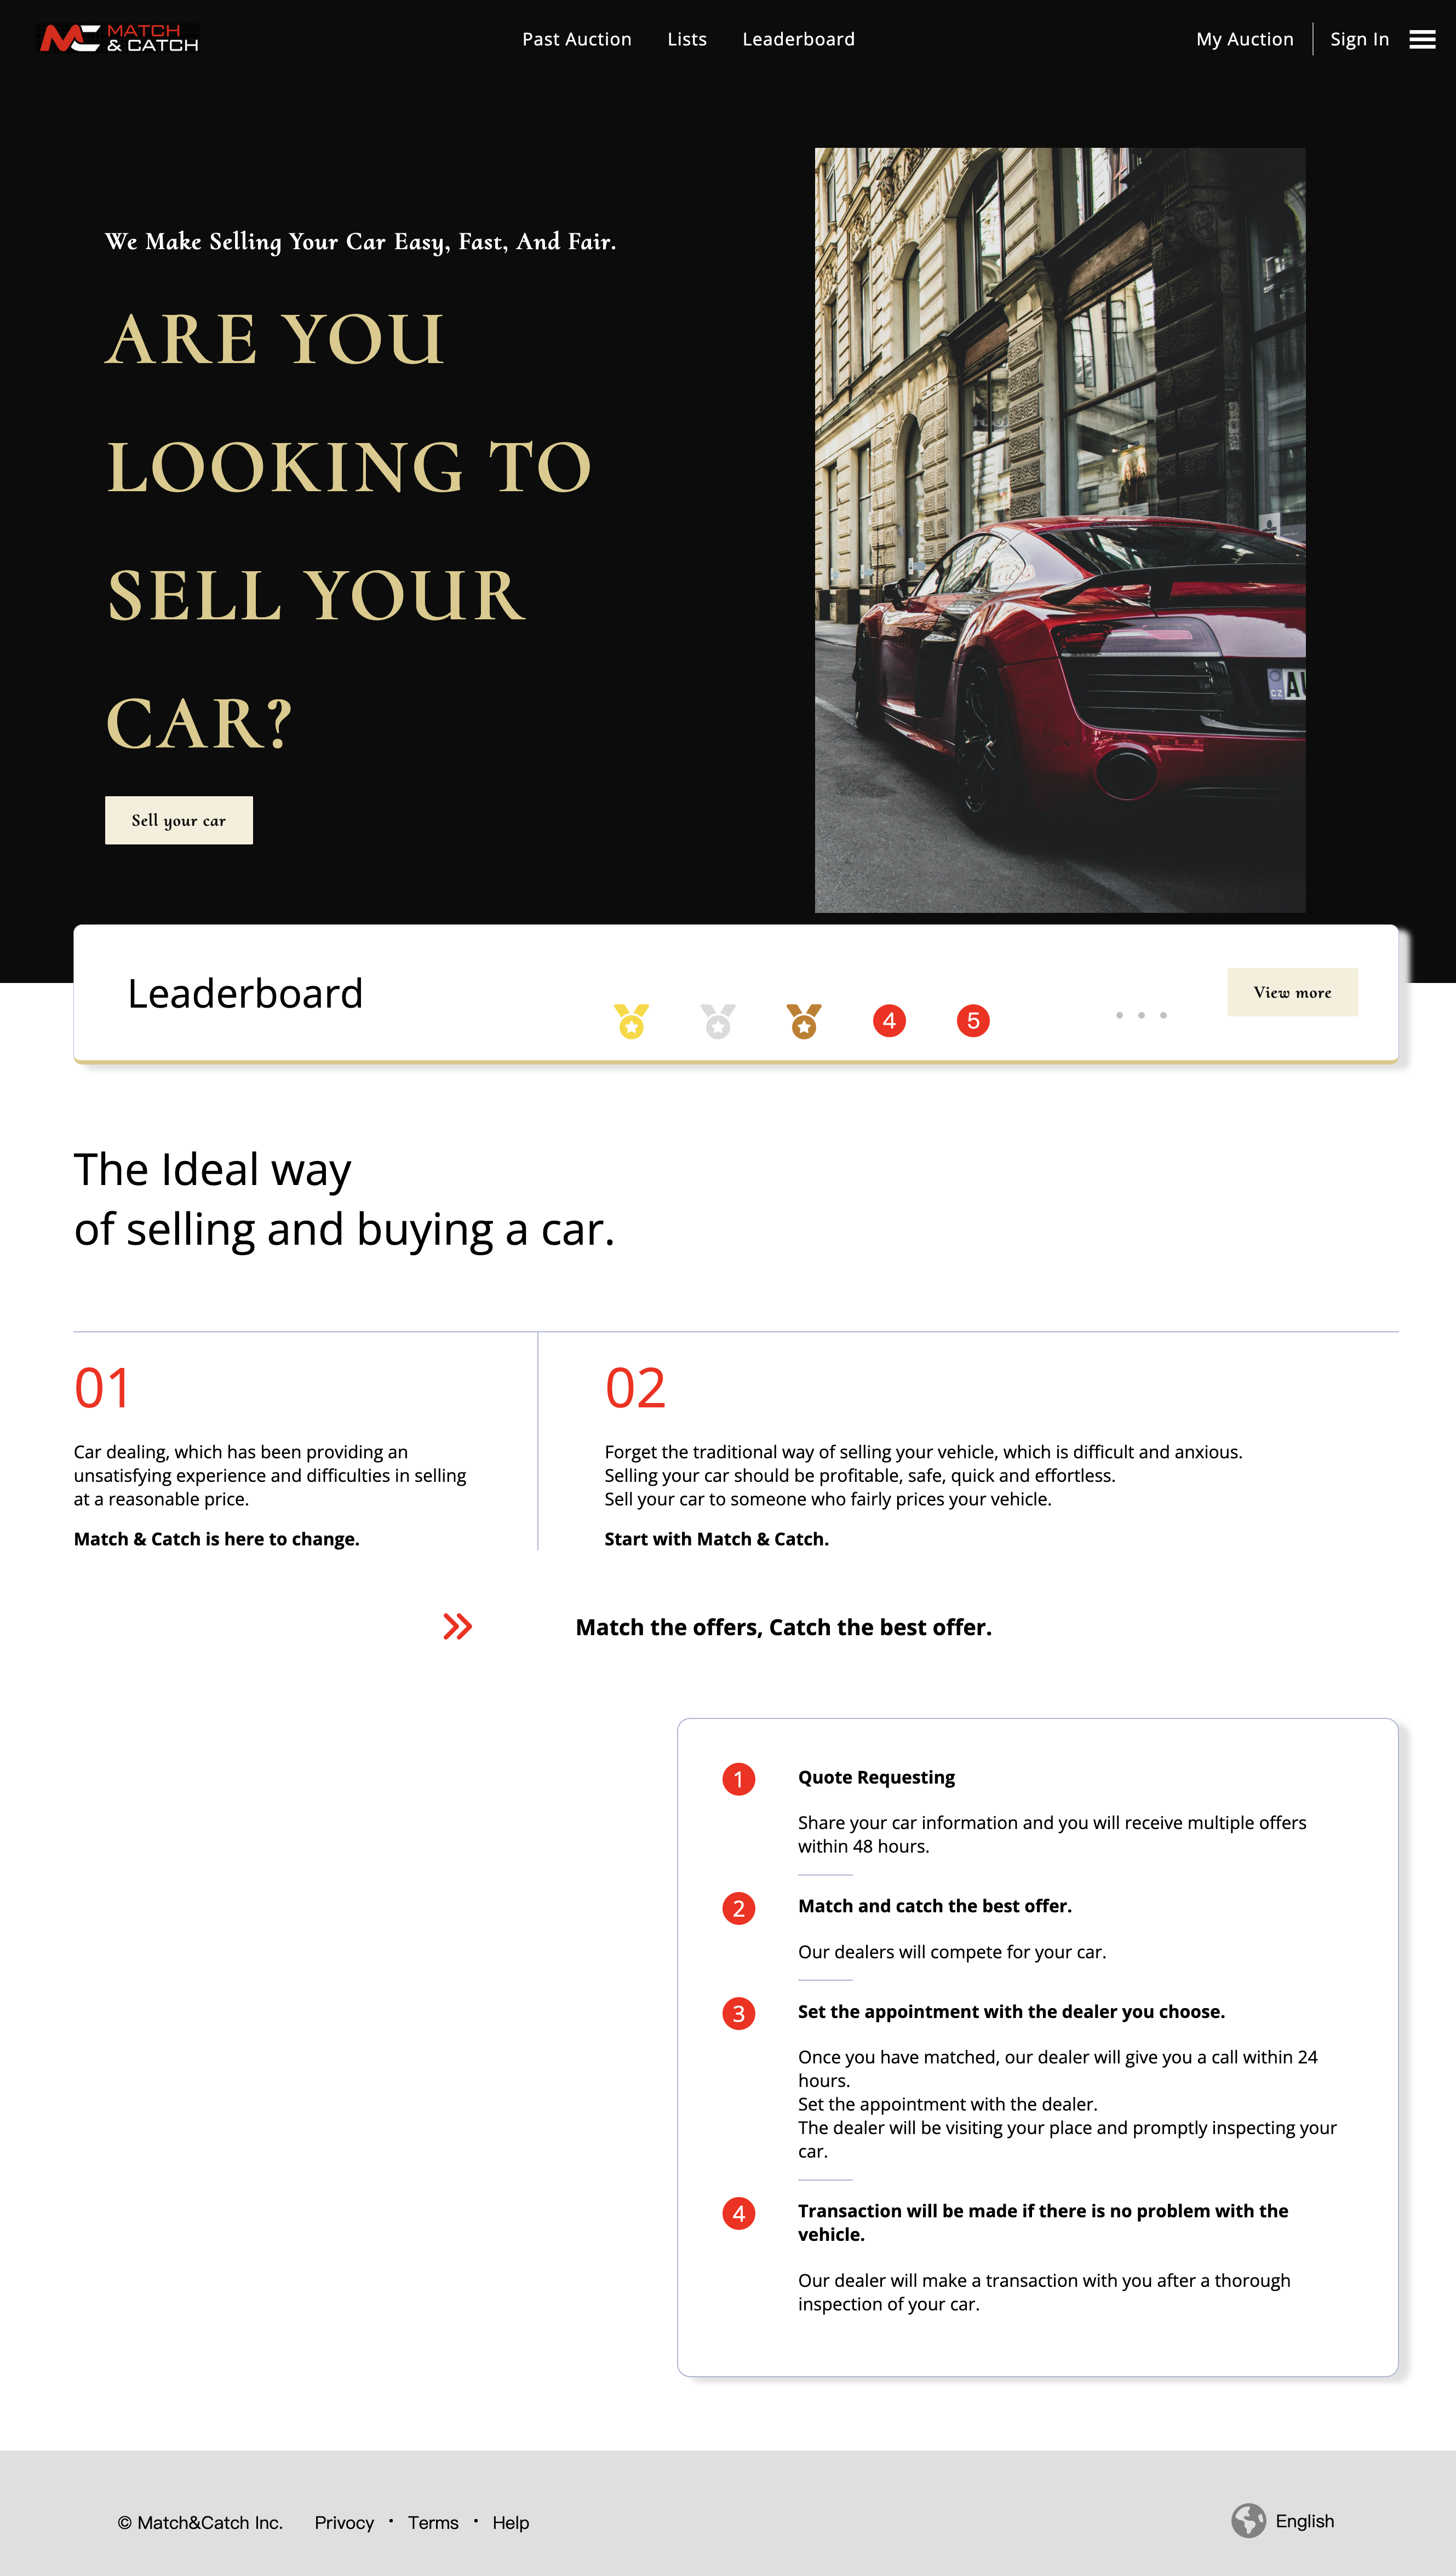 MATCH
& CATCH
Past Auction
Lists
Leaderboard
My Auction
Sign In
We Make Selling Your Car Easy, Fast, And Fair.
ARE YOU
LOOKING TO
SELL YOUR
CAR?
Sell your car
CZ
Leaderboard
4
5
View more
The Ideal way
of selling and buying a car.
01
Car dealing, which has been providing an
unsatisfying experience and difficulties in selling
at a reasonable price.
Match & Catch is here to change.
02
Forget the traditional way of selling your vehicle, which is difficult and anxious.
Selling your car should be profitable, safe, quick and effortless.
Sell your car to someone who fairly prices your vehicle.
Start with Match & Catch.
Match the offers, Catch the best offer.
1
Quote Requesting
Share your car information and you will receive multiple offers
within 48 hours.
2
Match and catch the best offer.
Our dealers will compete for your car.
3
Set the appointment with the dealer you choose.
Once you have matched, our dealer will give you a call within 24
hours.
Set the appointment with the dealer.
The dealer will be visiting your place and promptly inspecting your
car.
4
Transaction will be made if there is no problem with the
vehicle.
Our dealer will make a transaction with you after a thorough
inspection of your car.
© Match&Catch Inc.
Privocy · Terms · Help
English